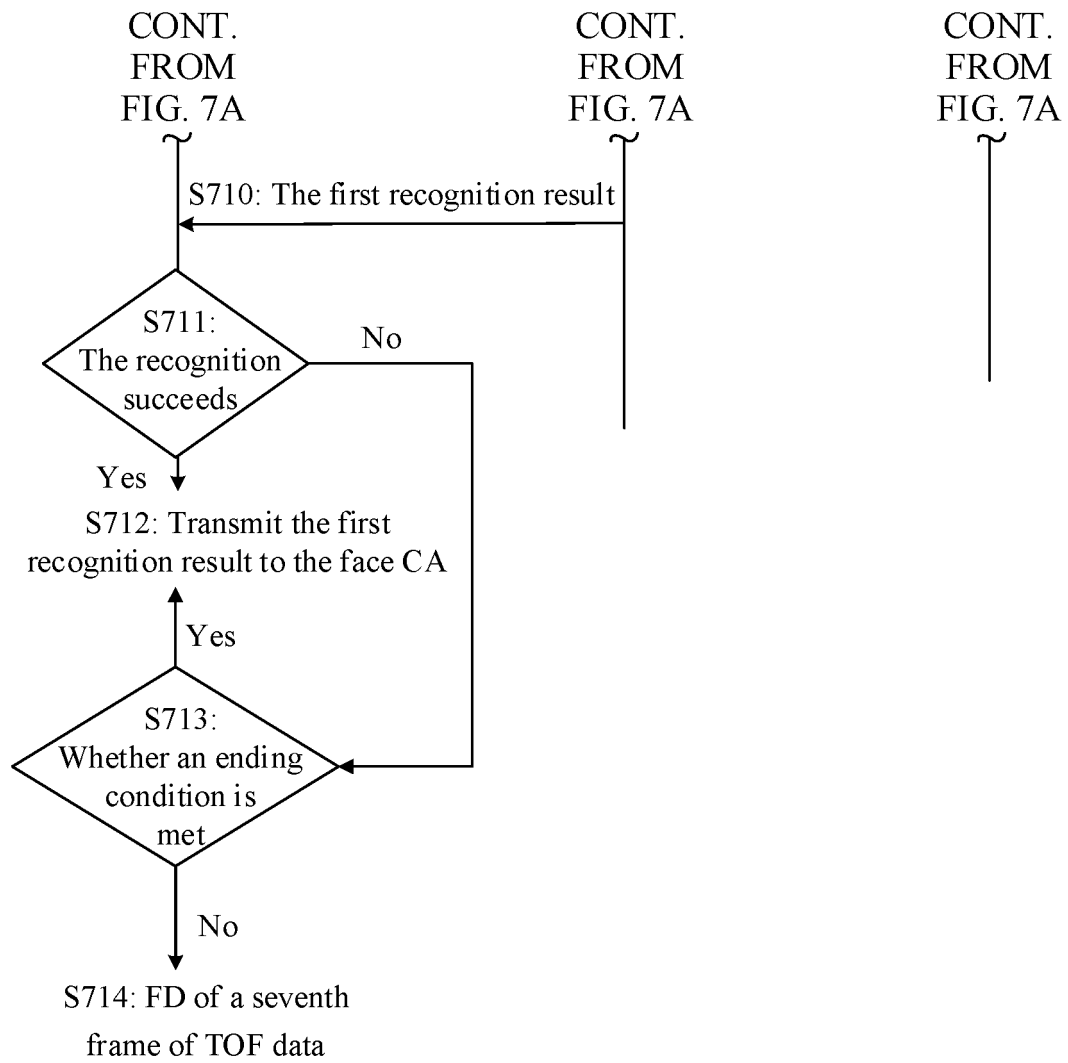 CONT.
FROM
FIG. 7A
CONT.
FROM
FIG. 7A
CONT.
FROM
FIG. 7A
S710: The first recognition result
S711:
The recognition
succeeds
No
Yes
S712: Transmit the first
recognition result to the face CA
Yes
S713:
Whether an ending
condition is
met
No
S714: FD of a seventh
frame of TOF data